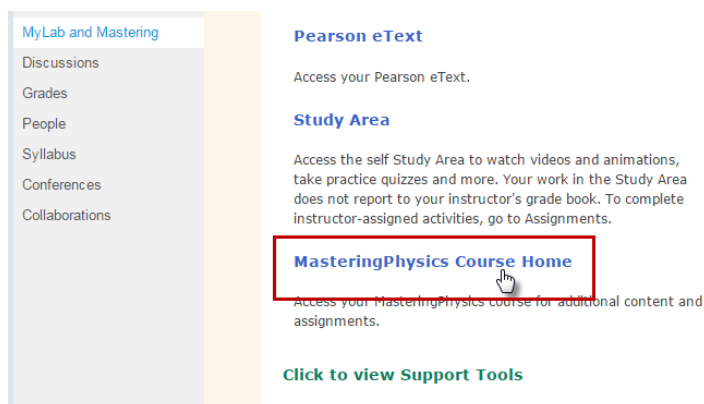 MyLab and Mastering
Discussions
Grades
People
Syllabus
Conferences
Collaborations
Pearson eText
Access your Pearson eText.
Study Area
Access the self Study Area to watch videos and animations,
take practice quizzes and more. Your work in the Study Area
does not report to your instructor's grade book. To complete
instructor-assigned activities, go to Assignments.
MasteringPhysics Course Home
Access your MasteringPhysics course for additional content and
assignments.
Click to view Support Tools